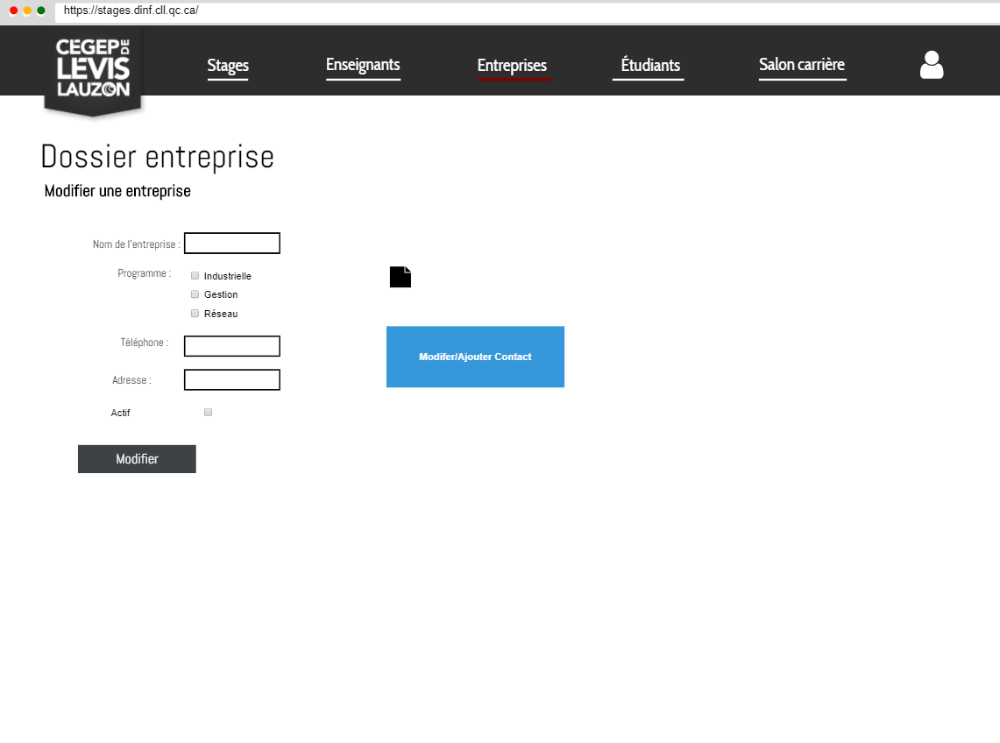 https://stages.dinf.cll.qc.ca/
CEGEP DE
LÉVIS
LAUZON
Stages
Enseignants
Entreprises
Étudiants
Salon carrière
Dossier entreprise
Modifier une entreprise
Nom de l'entreprise :
Programme :
Industrielle
Gestion
Réseau
Téléphone :
Adresse :
Actif
Modifer/Ajouter Contact
Modifier